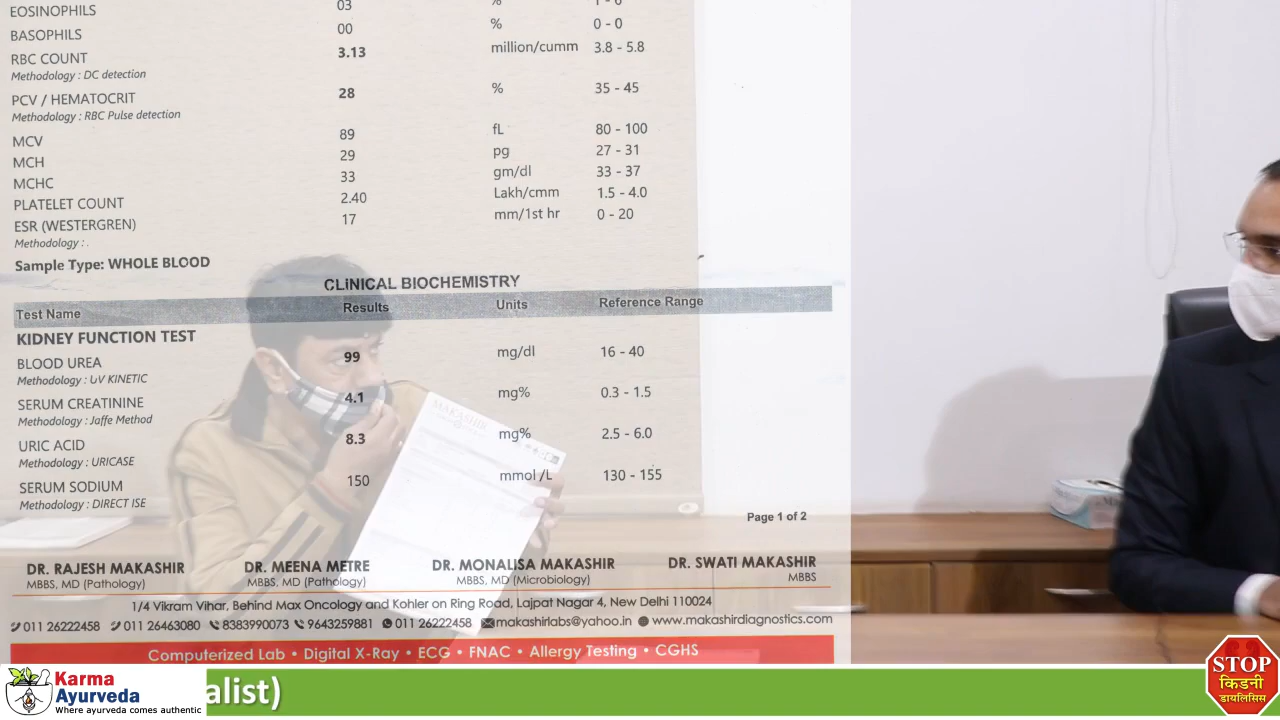 EOSINOPHILS 03 %
BASOPHILS 00 % 0 - 0
RBC COUNT 3.13 million/cumm 3.8 - 5.8
Methodology : DC detection
PCV / HEMATOCRIT 28 % 35 - 45
Methodology : RBC Pulse detection
MCV 89 fL 80 - 100
MCH 29 pg 27 - 31
MCHC 33 gm/dl 33 - 37
PLATELET COUNT 2.40 Lakh/cmm 1.5 - 4.0
ESR (WESTERGREN) 17 mm/1st hr 0 - 20
Methodology : .
Sample Type: WHOLE BLOOD
CLINICAL BIOCHEMISTRY
Test Name Results Units Reference Range
KIDNEY FUNCTION TEST
BLOOD UREA 99 mg/dl 16 - 40
Methodology : UV KINETIC
SERUM CREATININE 4.1 mg% 0.3 - 1.5
Methodology : Jaffe Method
URIC ACID 8.3 mg% 2.5 - 6.0
Methodology : URICASE
SERUM SODIUM 150 mmol /L 130 - 155
Methodology : DIRECT ISE
Page 1 of 2
DR. RAJESH MAKASHIR DR. MEENA METRE DR. MONALISA MAKASHIR DR. SWATI MAKASHIR
MBBS, MD (Pathology) MBBS, MD (Pathology) MBBS, MD (Microbiology) MBBS
1/4 Vikram Vihar, Behind Max Oncology and Kohler on Ring Road, Lajpat Nagar 4, New Delhi 110024
011 26222458 011 26463080 8383990073 9643259881 011 26222458 makashirlabs@yahoo.in www.makashirdiagnostics.com
Computerized Lab • Digital X-Ray • ECG • FNAC • Allergy Testing • CGHS
MAKASHIR
Karma
Ayurveda
Where ayurveda comes authentic
alist)
STOP
किडनी
डायलिसिस